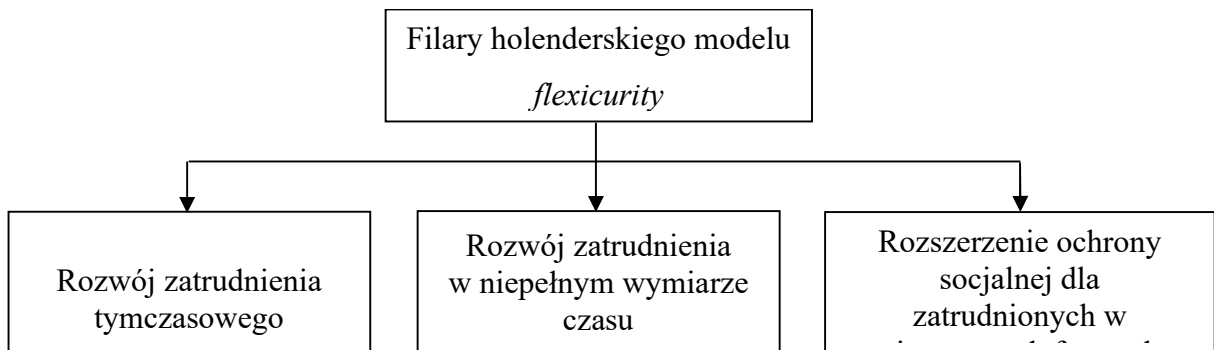 Filary holenderskiego modelu
flexicurity
Rozwój zatrudnienia
tymczasowego
Rozwój zatrudnienia
w niepełnym wymiarze
czasu
Rozszerzenie ochrony
socjalnej dla
zatrudnionych w